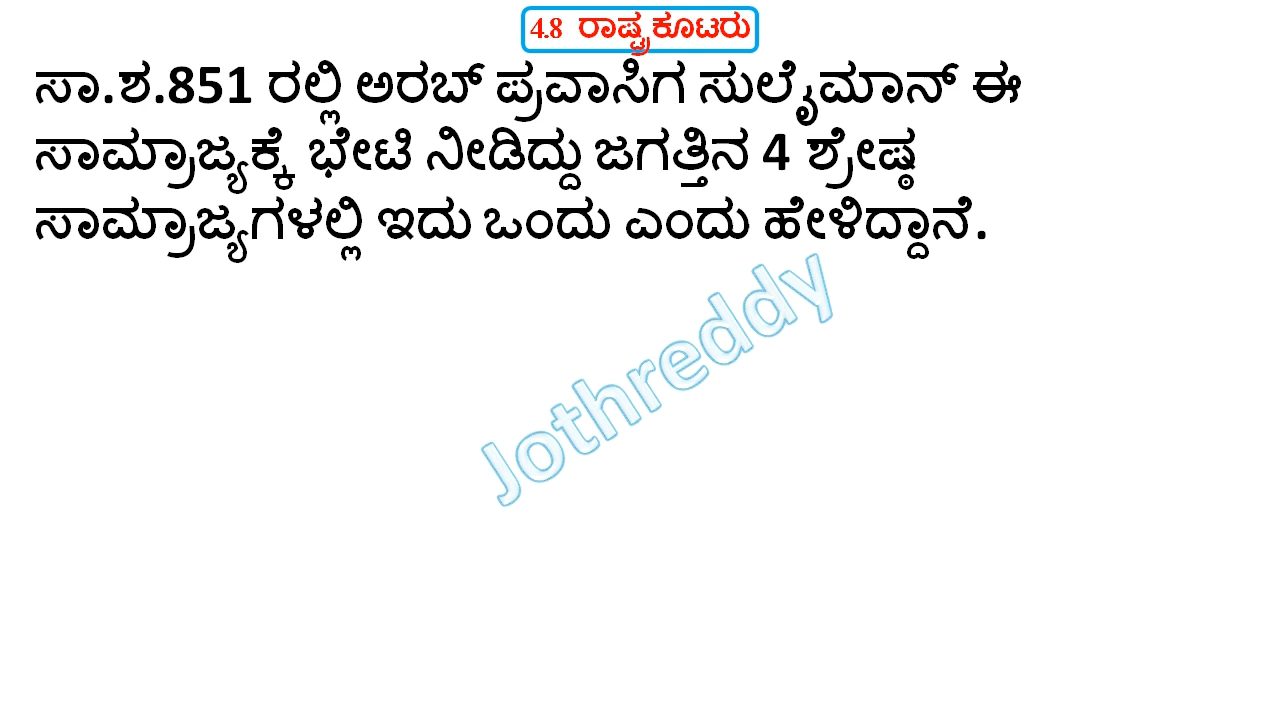 4.8 ರಾಷ್ಟ್ರಕೂಟರು
ಸಾ.ಶ.851 ರಲ್ಲಿ ಅರಬ್ ಪ್ರವಾಸಿಗ ಸುಲೈಮಾನ್ ಈ
ಸಾಮ್ರಾಜ್ಯಕ್ಕೆ ಭೇಟಿ ನೀಡಿದ್ದು ಜಗತ್ತಿನ 4 ಶ್ರೇಷ್ಠ
ಸಾಮ್ರಾಜ್ಯಗಳಲ್ಲಿ ಇದು ಒಂದು ಎಂದು ಹೇಳಿದ್ದಾನೆ.
Jothreddy